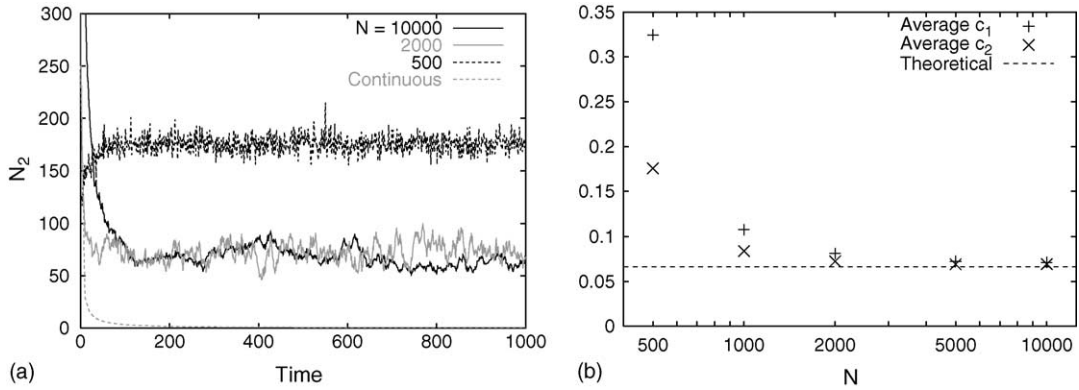 300
250
200
150
100
50
0
N₂
0
200
400
600
800
1000
Time
N = 10000
2000
500
Continuous
(a)
0.35
0.3
0.25
0.2
0.15
0.1
0.05
0
500
1000
2000
5000
10000
N
Average c₁
Average c₂
Theoretical
(b)